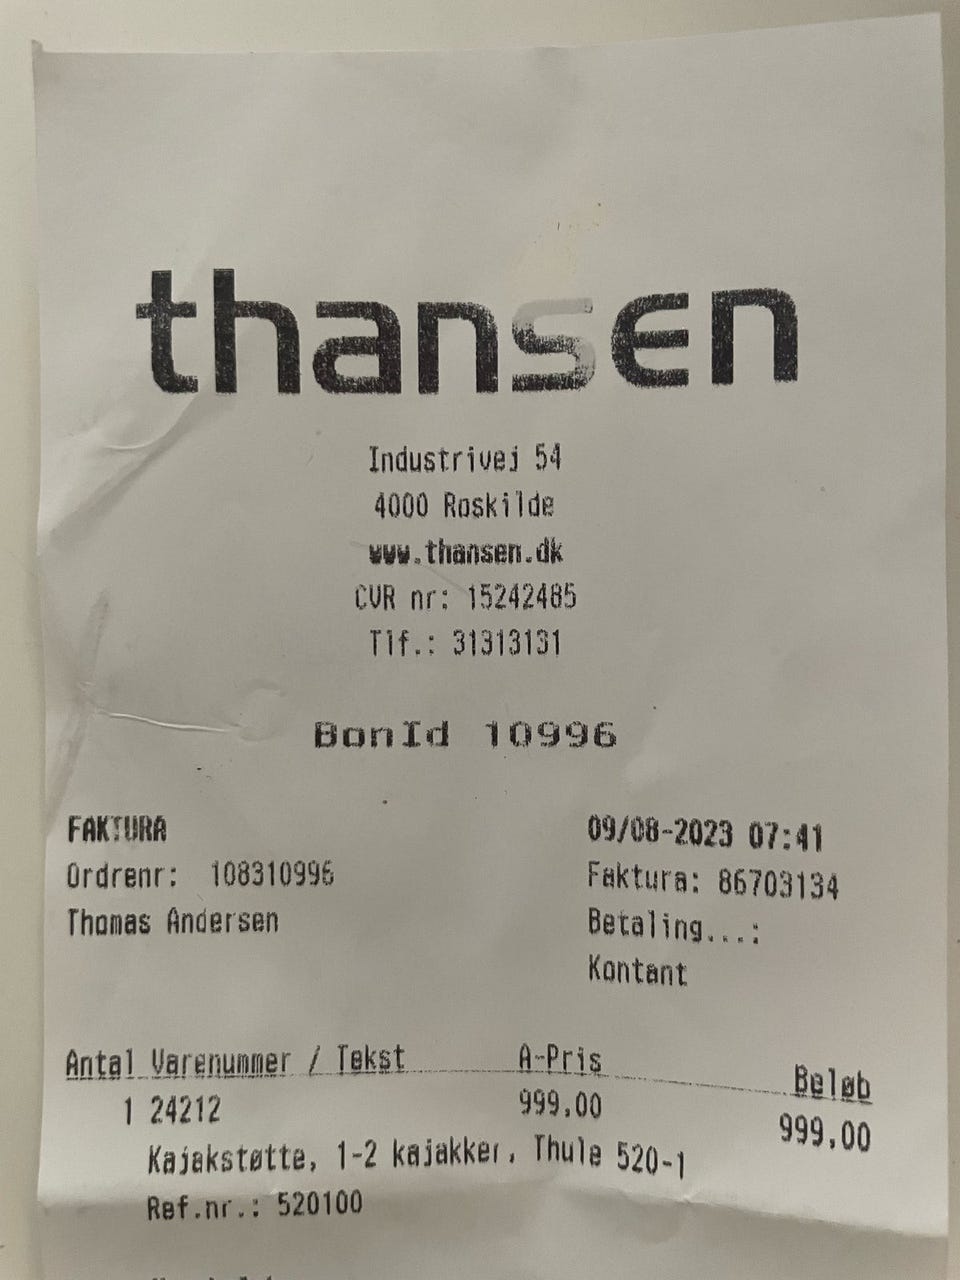 thansen
Industrivej 54
4000 Roskilde
www.thansen.dk
CVR nr: 15242485
Tlf.: 31313131
BonId 10996
FAKTURA 09/08-2023 07:41
Ordrenr: 108310996 Faktura: 86703134
Thomas Andersen Betaling...:
Kontant
Antal Varenummer / Tekst A-Pris Beløb
1 24212 999,00 999,00
Kajakstøtte, 1-2 kajakker, Thule 520-1
Ref.nr.: 520100